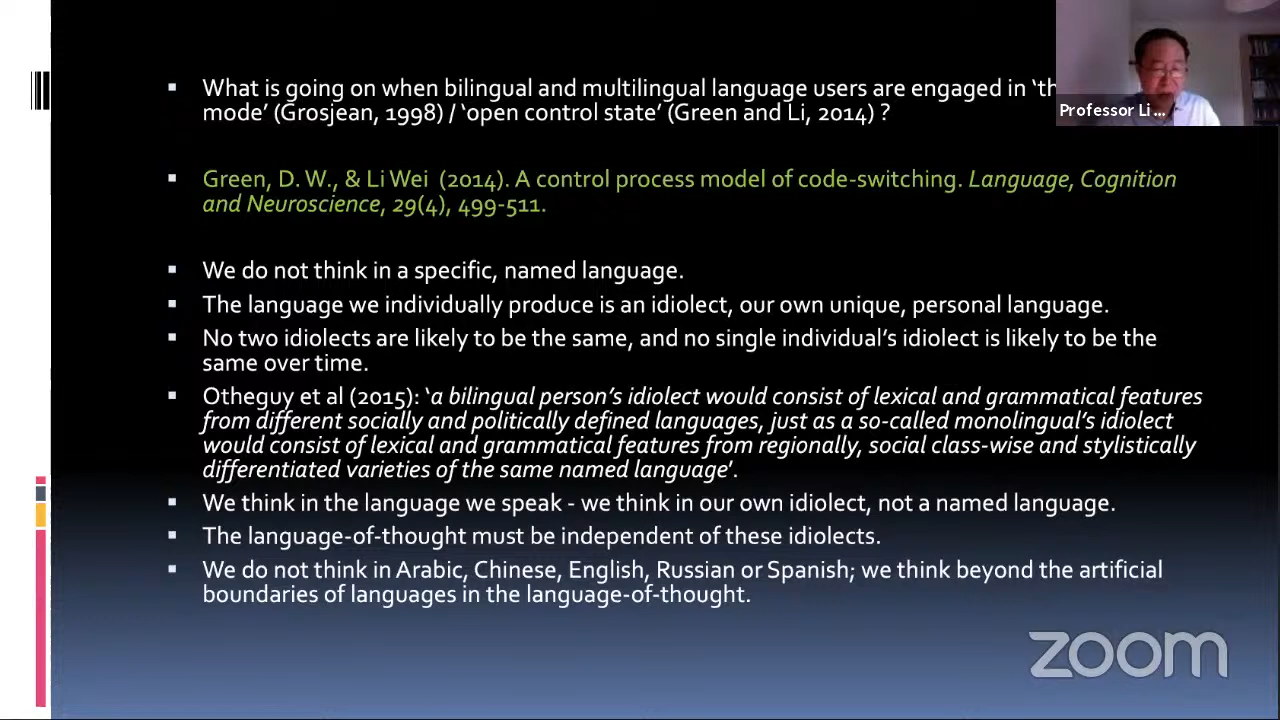 What is going on when bilingual and multilingual language users are engaged in
mode’ (Grosjean, 1998) / ‘open control state’ (Green and Li, 2014) ?
Professor Li ...
Green, D. W., & Li Wei (2014). A control process model of code-switching. Language, Cognition
and Neuroscience, 29(4), 499-511.
We do not think in a specific, named language.
The language we individually produce is an idiolect, our own unique, personal language.
No two idiolects are likely to be the same, and no single individual’s idiolect is likely to be the
same over time.
Otheguy et al (2015): ‘a bilingual person’s idiolect would consist of lexical and grammatical features
from different socially and politically defined languages, just as a so-called monolingual’s idiolect
would consist of lexical and grammatical features from regionally, social class-wise and stylistically
differentiated varieties of the same named language’.
We think in the language we speak - we think in our own idiolect, not a named language.
The language-of-thought must be independent of these idiolects.
We do not think in Arabic, Chinese, English, Russian or Spanish; we think beyond the artificial
boundaries of languages in the language-of-thought.
zoom